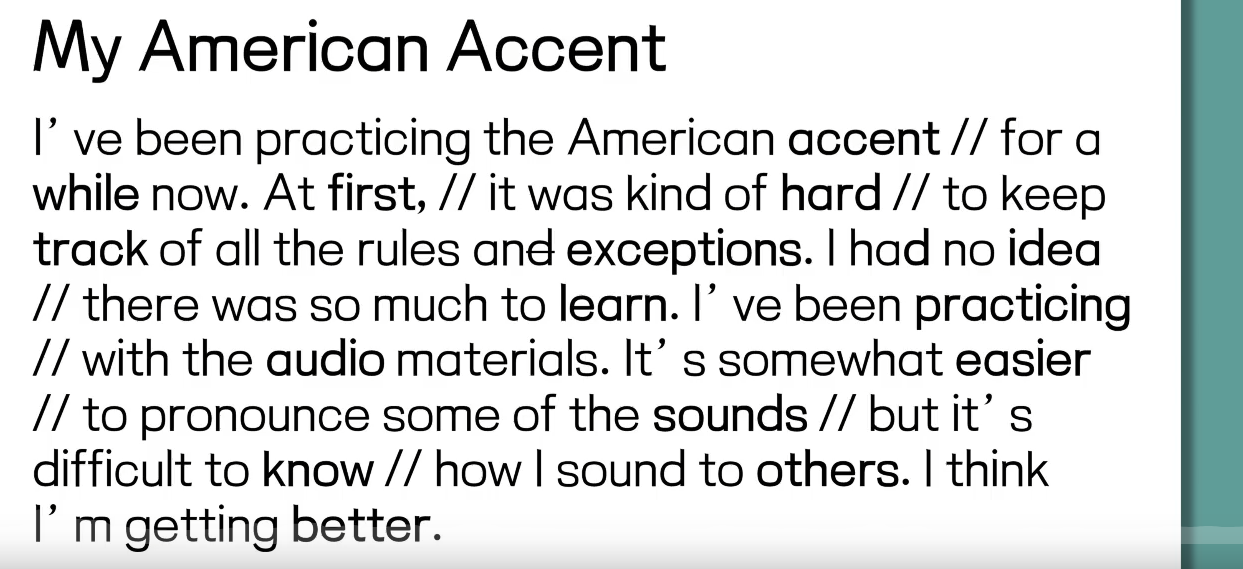 My American Accent
I’ ve been practicing the American accent // for a
while now. At first, // it was kind of hard // to keep
track of all the rules and exceptions. I had no idea
// there was so much to learn. I’ ve been practicing
// with the audio materials. It’ s somewhat easier
// to pronounce some of the sounds // but it’ s
difficult to know // how I sound to others. I think
I’ m getting better.